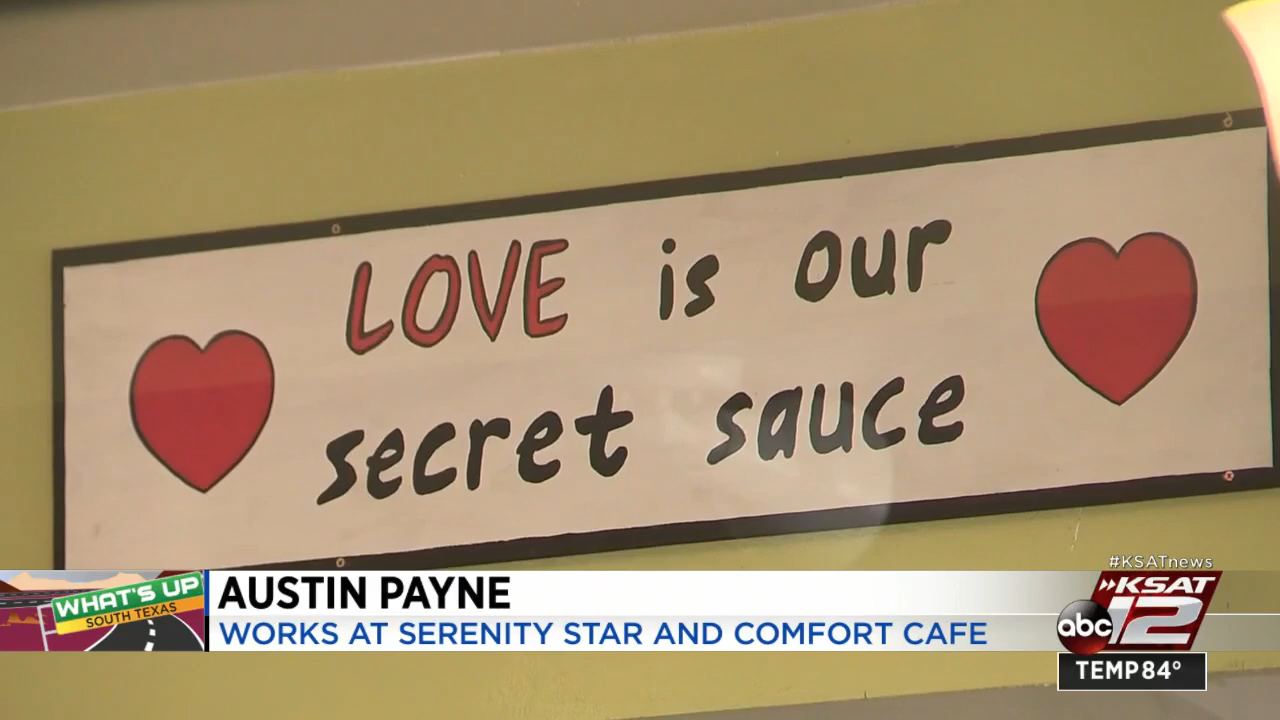 LOVE is our
secret sauce
#KSATnews
WHAT'S UP
SOUTH TEXAS
AUSTIN PAYNE
WORKS AT SERENITY STAR AND COMFORT CAFE
KSAT
abc 12
TEMP 84°